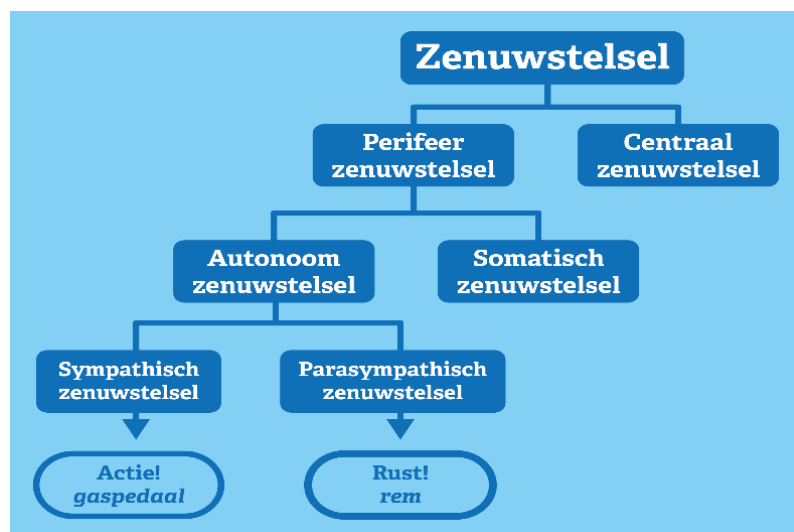 Zenuwstelsel
Perifeer
zenuwstelsel
Centraal
zenuwstelsel
Autonoom
zenuwstelsel
Somatisch
zenuwstelsel
Sympathisch
zenuwstelsel
Parasympathisch
zenuwstelsel
Actie!
gaspedaal
Rust!
rem